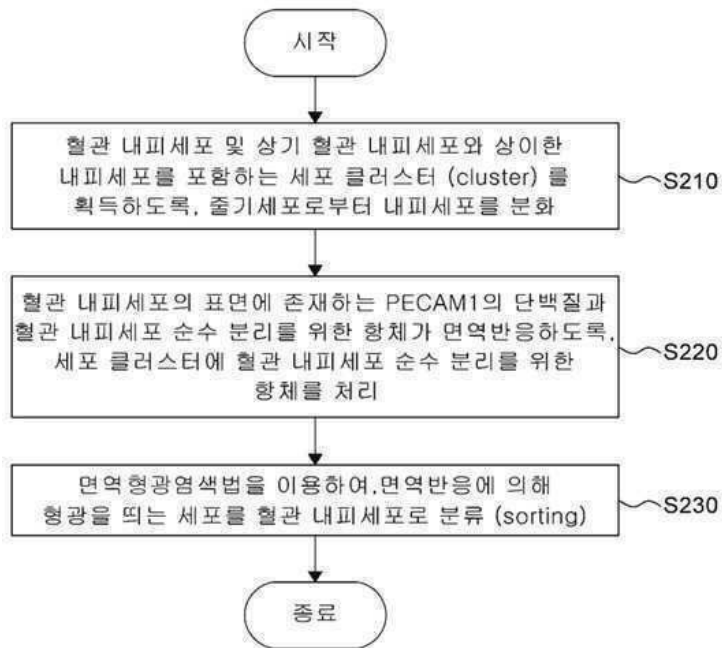 시작
혈관 내피세포 및 상기 혈관 내피세포와 상이한
내피세포를 포함하는 세포 클러스터 (cluster) 를
획득하도록, 줄기세포로부터 내피세포를 분화
S210
혈관 내피세포의 표면에 존재하는 PECAM1의 단백질과
혈관 내피세포 순수 분리를 위한 항체가 면역반응하도록,
세포 클러스터에 혈관 내피세포 순수 분리를 위한
항체를 처리
S220
면역형광염색법을 이용하여,면역반응에 의해
형광을 띄는 세포를 혈관 내피세포로 분류 (sorting)
S230
종료